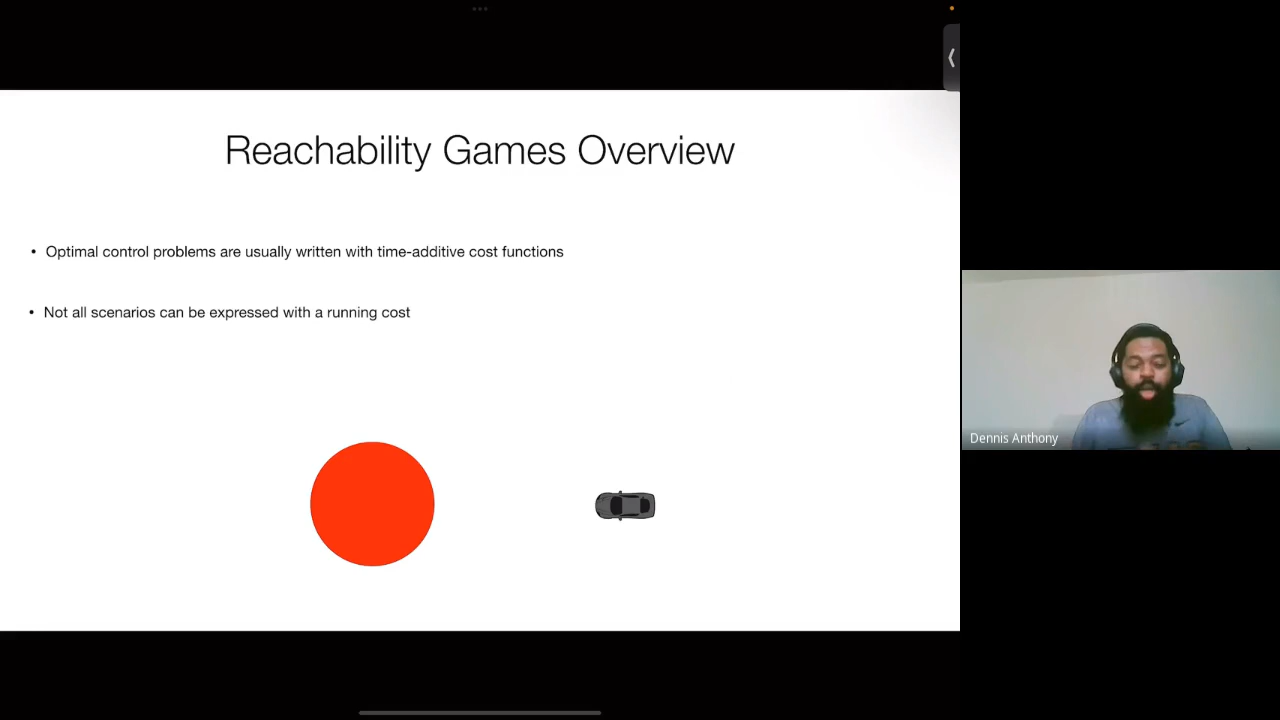 Reachability Games Overview
• Optimal control problems are usually written with time-additive cost functions
• Not all scenarios can be expressed with a running cost
Dennis Anthony